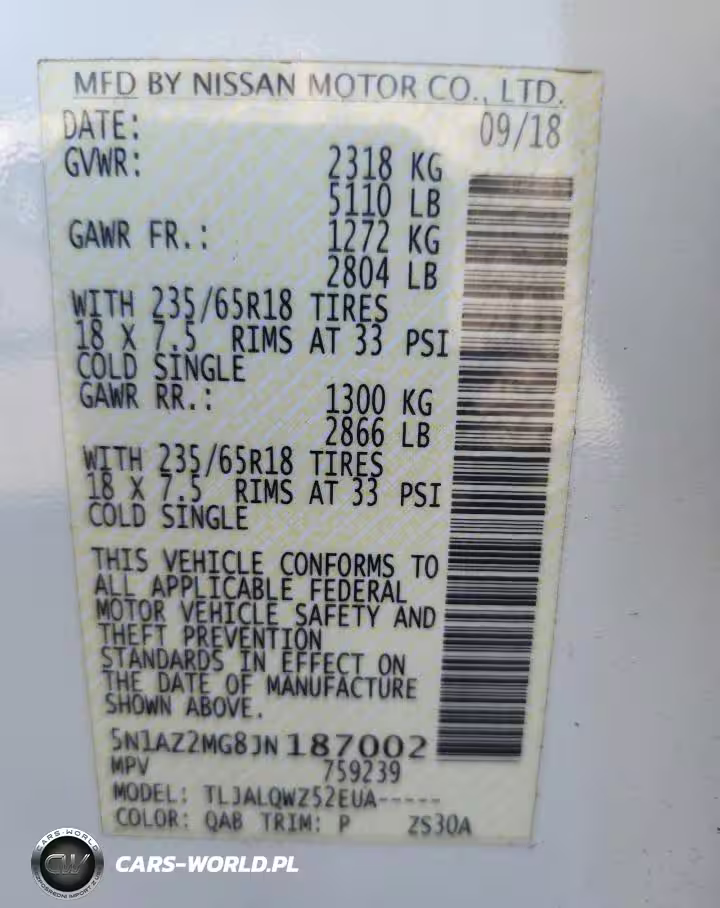 MFD BY NISSAN MOTOR CO., LTD.
DATE: 09/18
GVWR: 2318 KG
5110 LB
GAWR FR.: 1272 KG
2804 LB
WITH 235/65R18 TIRES
18 X 7.5 RIMS AT 33 PSI
COLD SINGLE
GAWR RR.: 1300 KG
2866 LB
WITH 235/65R18 TIRES
18 X 7.5 RIMS AT 33 PSI
COLD SINGLE
THIS VEHICLE CONFORMS TO
ALL APPLICABLE FEDERAL
MOTOR VEHICLE SAFETY AND
THEFT PREVENTION
STANDARDS IN EFFECT ON
THE DATE OF MANUFACTURE
SHOWN ABOVE.
5N1AZ2MG8JN187002
MPV 759239
MODEL: TLJALQWZ52EUA-----
COLOR: QAB TRIM: P ZS30A
CARS-WORLD
CW
CARS-WORLD.PL